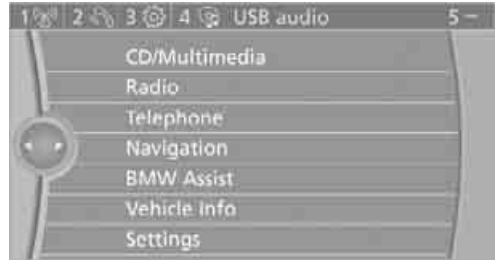 1 2 3 4 USB audio 5 -
CD/Multimedia
Radio
Telephone
Navigation
BMW Assist
Vehicle Info
Settings